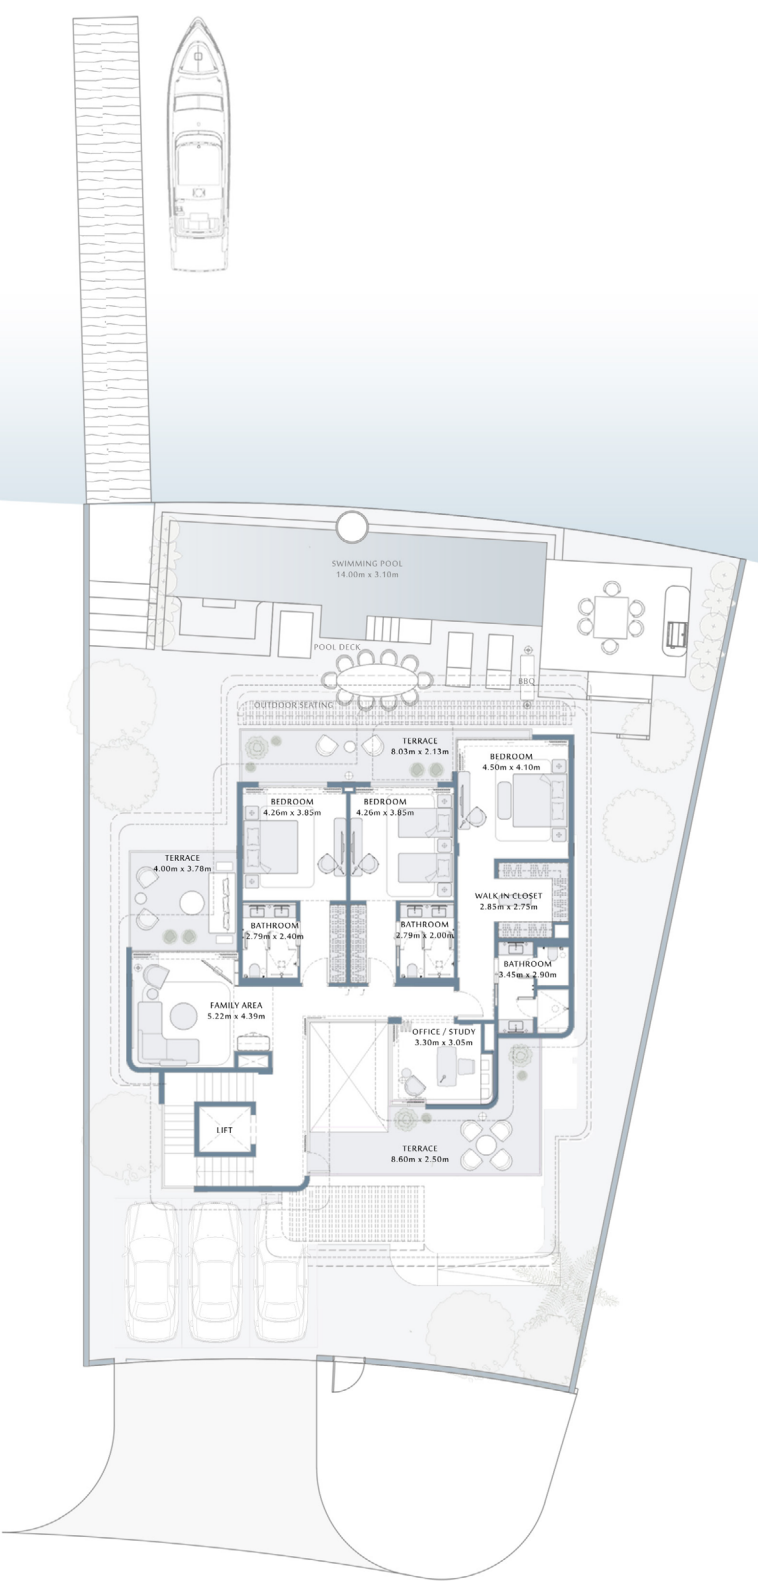 SWIMMING POOL
14.00m x 3.10m
POOL DECK
BBQ
OUTDOOR SEATING
TERRACE
8.03m x 2.13m
BEDROOM
4.50m x 4.10m
BEDROOM
4.26m x 3.85m
BEDROOM
4.26m x 3.85m
TERRACE
4.00m x 3.78m
WALK IN CLOSET
2.85m x 2.75m
BATHROOM
2.79m x 2.40m
BATHROOM
2.79m x 2.00m
BATHROOM
3.45m x 2.90m
FAMILY AREA
5.22m x 4.39m
OFFICE / STUDY
3.30m x 3.05m
LIFT
TERRACE
8.60m x 2.50m